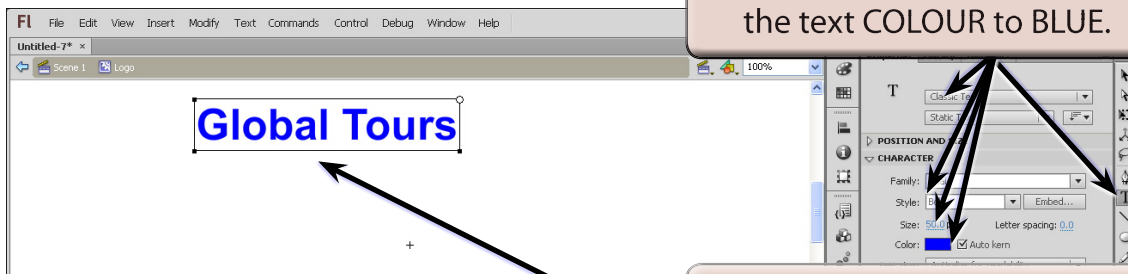 the text COLOUR to BLUE.
Fl File Edit View Insert Modify Text Commands Control Debug Window Help
Untitled-7* ×
Scene 1 Logo 100%
T Classic
Static
POSITION AND
CHARACTER
Family:
Style: Embed...
Size: 50.0 Letter spacing: 0.0
Color: Auto kern
Global Tours